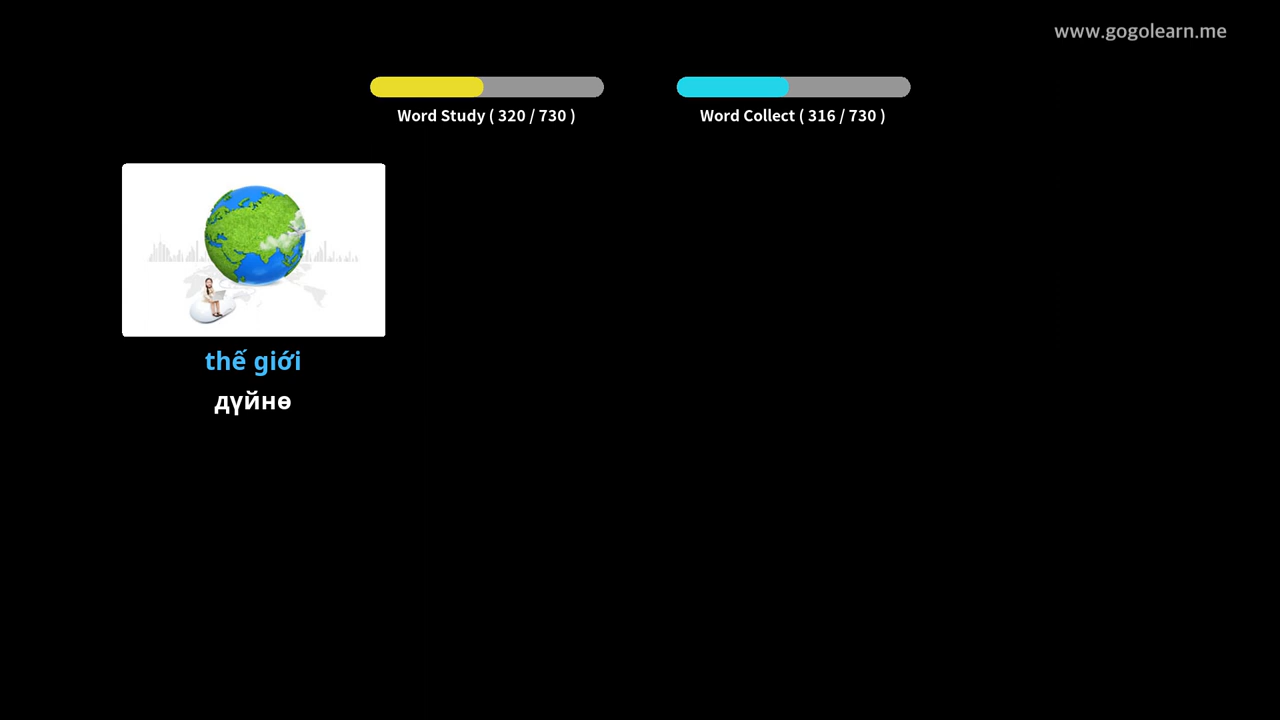 www.gogolearn.me
Word Study ( 320 / 730 )
Word Collect ( 316 / 730 )
thế giới
дүйнө